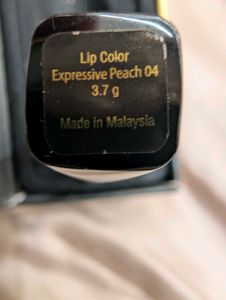 Lip Color
Expressive Peach 04
3.7 g
Made in Malaysia